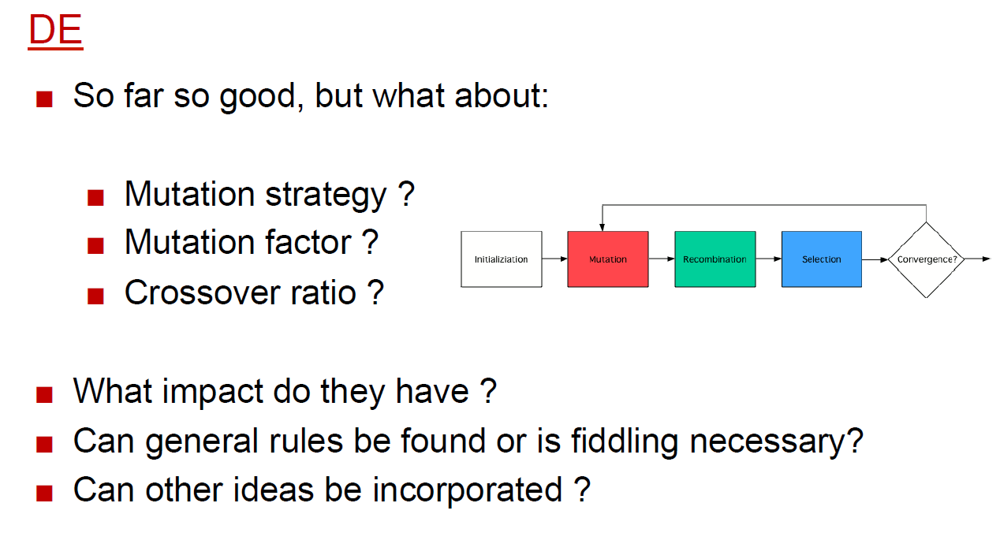 DE
So far so good, but what about:
Mutation strategy ?
Mutation factor ?
Crossover ratio ?
Initializiation
Mutation
Recombination
Selection
Convergence?
What impact do they have ?
Can general rules be found or is fiddling necessary?
Can other ideas be incorporated ?